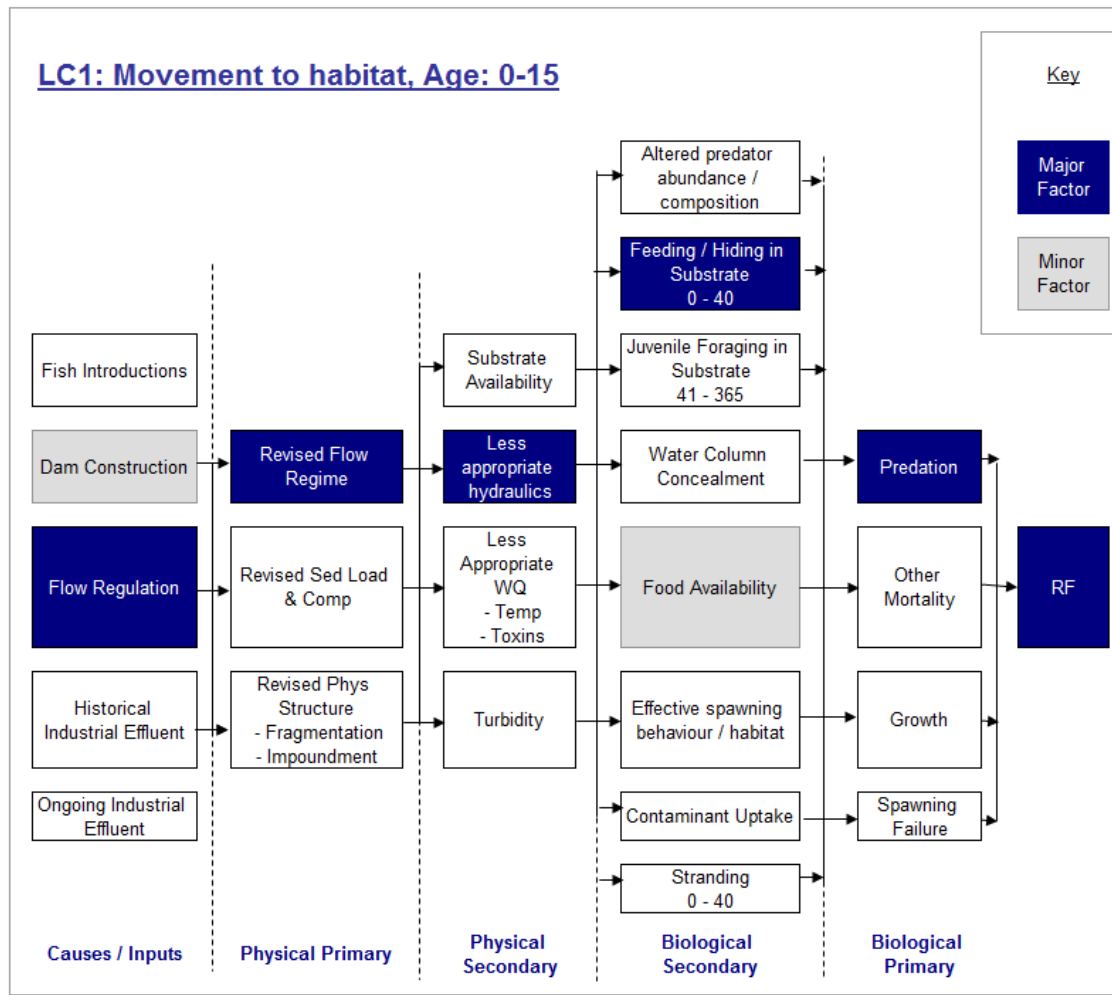 LC1: Movement to habitat, Age: 0-15
Key
Major
Factor
Minor
Factor
Fish Introductions
Dam Construction
Flow Regulation
Historical
Industrial Effluent
Ongoing Industrial
Effluent
Causes / Inputs
Revised Flow
Regime
Revised Sed Load
& Comp
Revised Phys
Structure
- Fragmentation
- Impoundment
Physical Primary
Substrate
Availability
Less
appropriate
hydraulics
Less
Appropriate
WQ
- Temp
- Toxins
Turbidity
Physical
Secondary
Altered predator
abundance /
composition
Feeding / Hiding in
Substrate
0 - 40
Juvenile Foraging in
Substrate
41 - 365
Water Column
Concealment
Food Availability
Effective spawning
behaviour / habitat
Contaminant Uptake
Stranding
0 - 40
Biological
Secondary
Predation
Other
Mortality
Growth
Spawning
Failure
Biological
Primary
RF